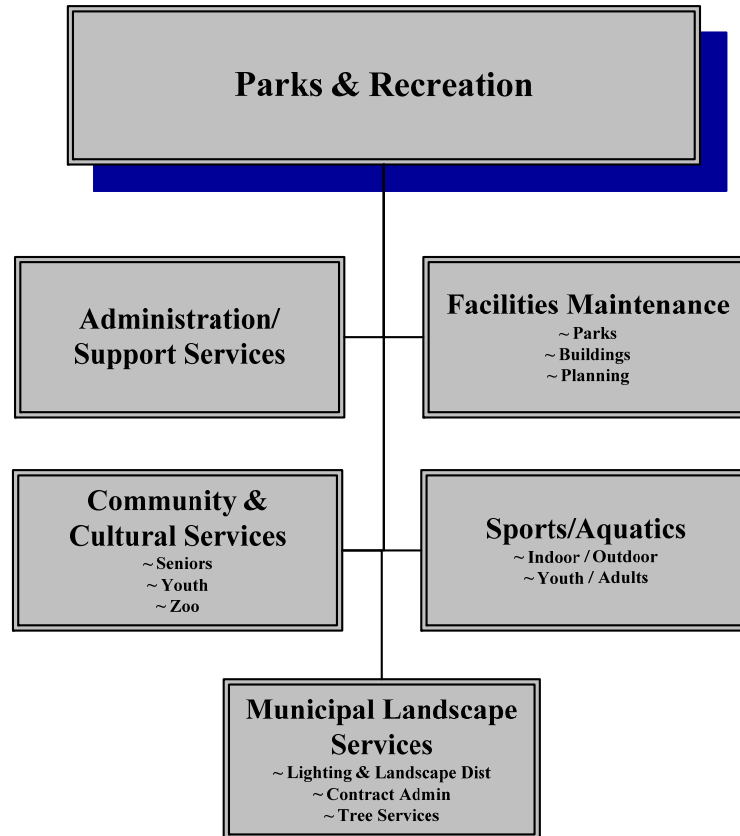 Parks & Recreation
Administration/
Support Services
Facilities Maintenance
~ Parks
~ Buildings
~ Planning
Community &
Cultural Services
~ Seniors
~ Youth
~ Zoo
Sports/Aquatics
~ Indoor / Outdoor
~ Youth / Adults
Municipal Landscape
Services
~ Lighting & Landscape Dist
~ Contract Admin
~ Tree Services